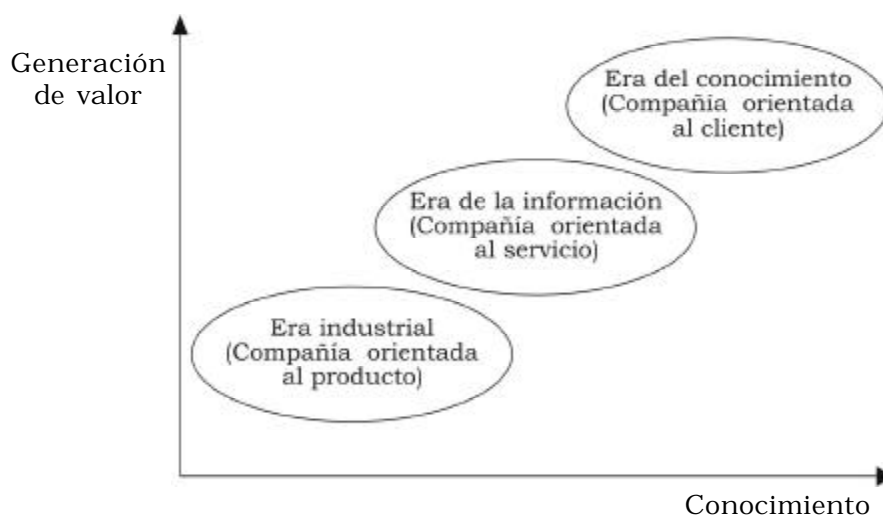 Generación
de valor
Era del conocimiento
(Compañia orientada
al cliente)
Era de la información
(Compañía orientada
al servicio)
Era industrial
(Compañía orientada
al producto)
Conocimiento